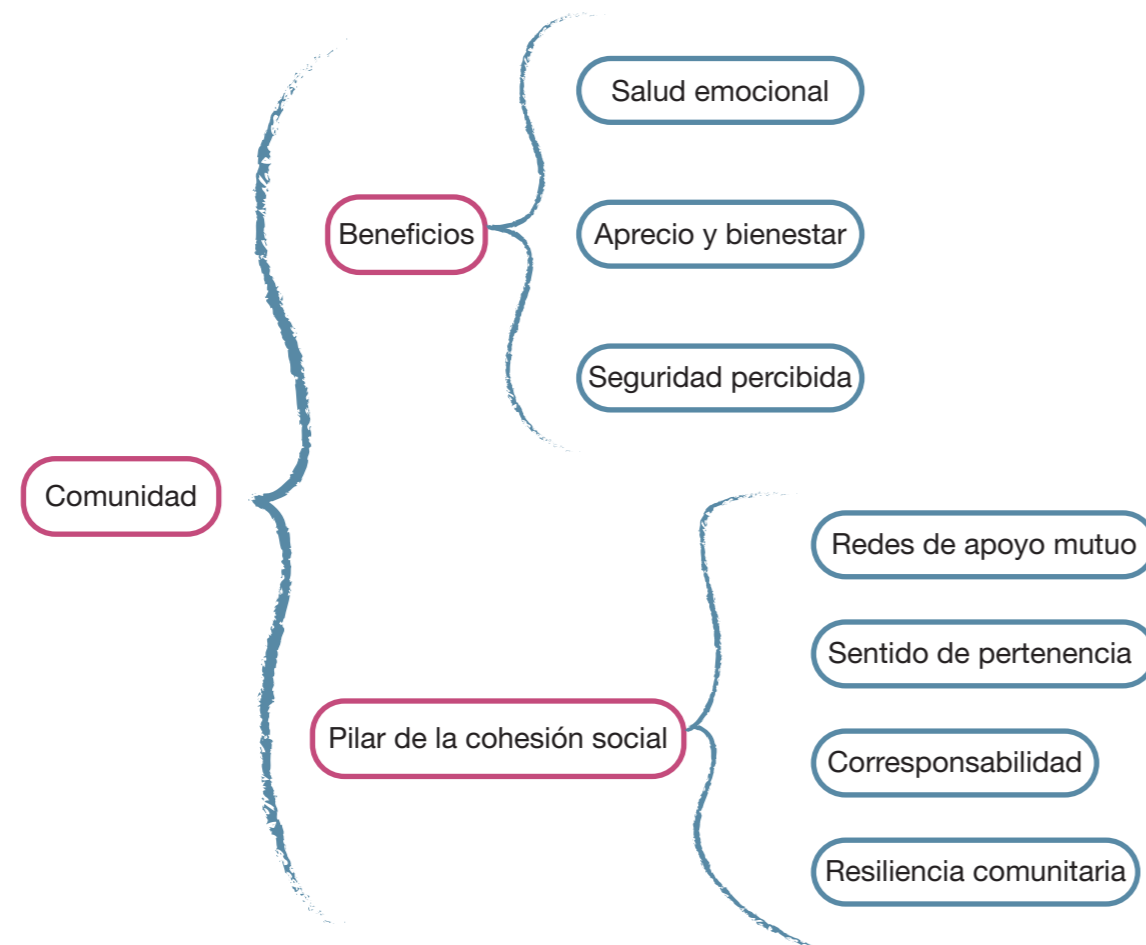 Comunidad
Beneficios
Salud emocional
Aprecio y bienestar
Seguridad percibida
Pilar de la cohesión social
Redes de apoyo mutuo
Sentido de pertenencia
Corresponsabilidad
Resiliencia comunitaria